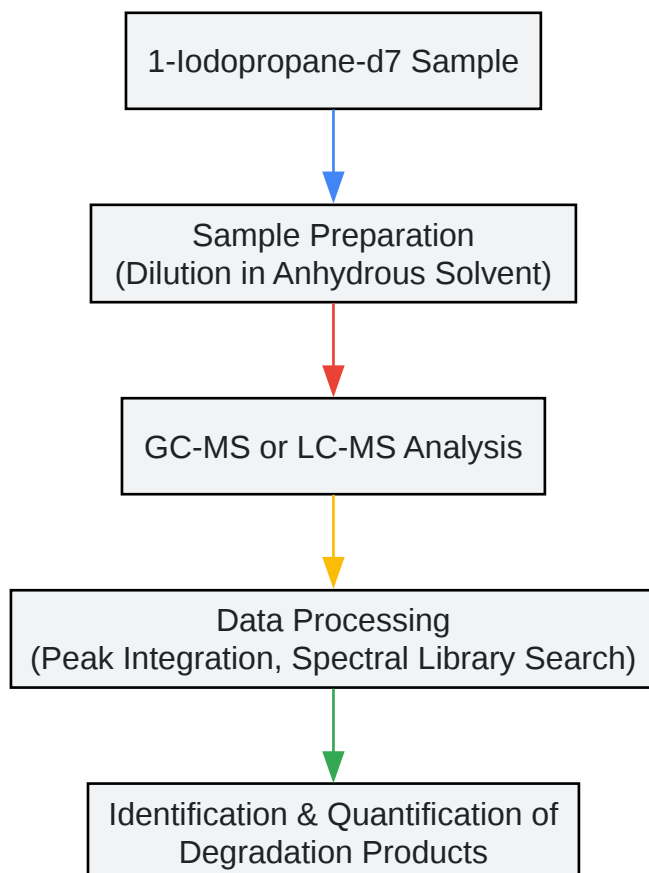 1-Iodopropane-d7 Sample
Sample Preparation
(Dilution in Anhydrous Solvent)
GC-MS or LC-MS Analysis
Data Processing
(Peak Integration, Spectral Library Search)
Identification & Quantification of
Degradation Products